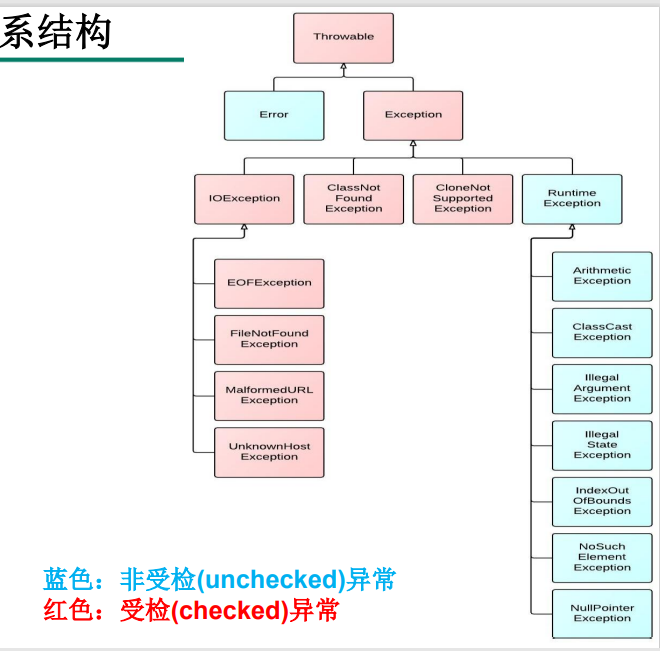 系结构
Throwable
Error
Exception
IOException
ClassNot
Found
Exception
CloneNot
Supported
Exception
Runtime
Exception
EOFException
FileNotFound
Exception
MalformedURL
Exception
UnknownHost
Exception
Arithmetic
Exception
ClassCast
Exception
Illegal
Argument
Exception
Illegal
State
Exception
IndexOut
OfBounds
Exception
NoSuch
Element
Exception
NullPointer
Exception
蓝色：非受检(unchecked)异常
红色：受检(checked)异常